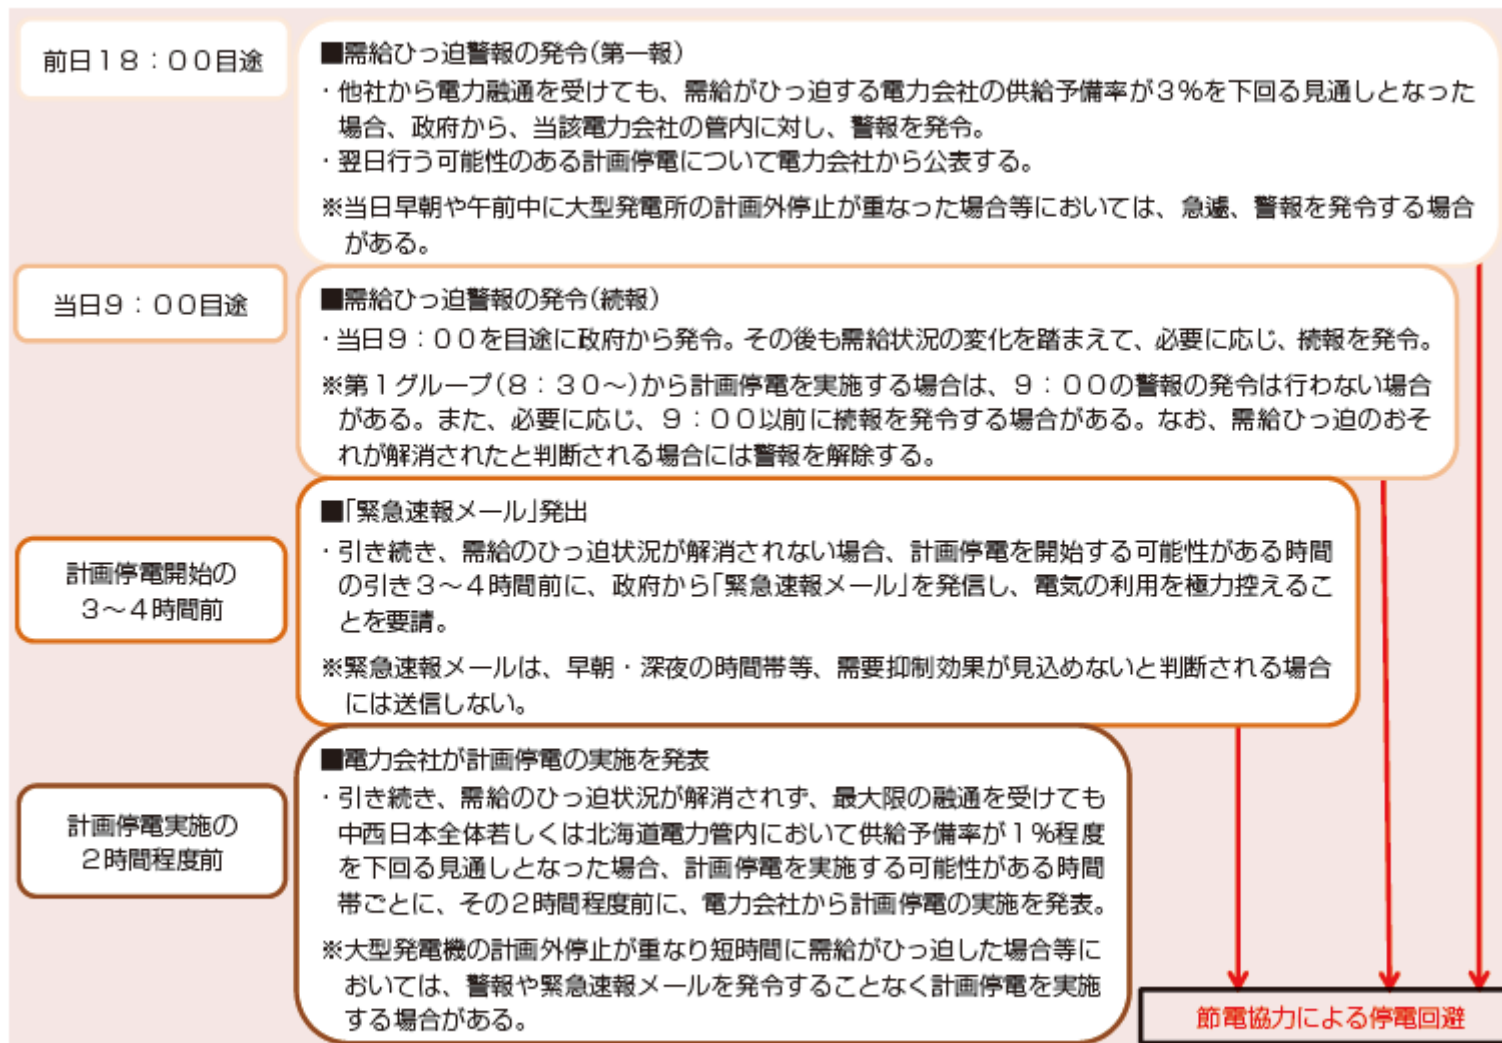 前日18：00目途
■需給ひっ迫警報の発令(第一報)
・他社から電力融通を受けても、需給がひっ迫する電力会社の供給予備率が3％を下回る見通しとなった
場合、政府から、当該電力会社の管内に対し、警報を発令。
・翌日行う可能性のある計画停電について電力会社から公表する。
※当日早朝や午前中に大型発電所の計画外停止が重なった場合等においては、急遽、警報を発令する場合
がある。
当日9：00目途
■需給ひっ迫警報の発令(続報)
・当日9：00を目途に政府から発令。その後も需給状況の変化を踏まえて、必要に応じ、続報を発令。
※第1グループ(8：30～)から計画停電を実施する場合は、9：00の警報の発令は行わない場合
がある。また、必要に応じ、9：00以前に続報を発令する場合がある。なお、需給ひっ迫のおそ
れが解消されたと判断される場合には警報を解除する。
計画停電開始の
3～4時間前
■｢緊急速報メール｣発出
・引き続き、需給のひっ迫状況が解消されない場合、計画停電を開始する可能性がある時間
の引き3～4時間前に、政府から｢緊急速報メール｣を発信し、電気の利用を極力控えるこ
とを要請。
※緊急速報メールは、早朝・深夜の時間帯等、需要抑制効果が見込めないと判断される場合
には送信しない。
計画停電実施の
2時間程度前
■電力会社が計画停電の実施を発表
・引き続き、需給のひっ迫状況が解消されず、最大限の融通を受けても
中西日本全体若しくは北海道電力管内において供給予備率が1％程度
を下回る見通しとなった場合、計画停電を実施する可能性がある時間
帯ごとに、その2時間程度前に、電力会社から計画停電の実施を発表。
※大型発電機の計画外停止が重なり短時間に需給がひっ迫した場合等に
おいては、警報や緊急速報メールを発令することなく計画停電を実施
する場合がある。
節電協力による停電回避